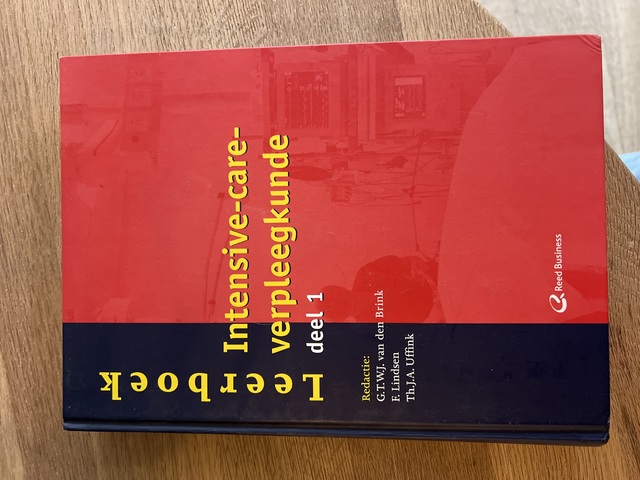 Leerboek
Intensive-care-
verpleegkunde
deel 1
Redactie:
G.T.W.J. van den Brink
F. Lindsen
Th.J.A. Uffink
Reed Business